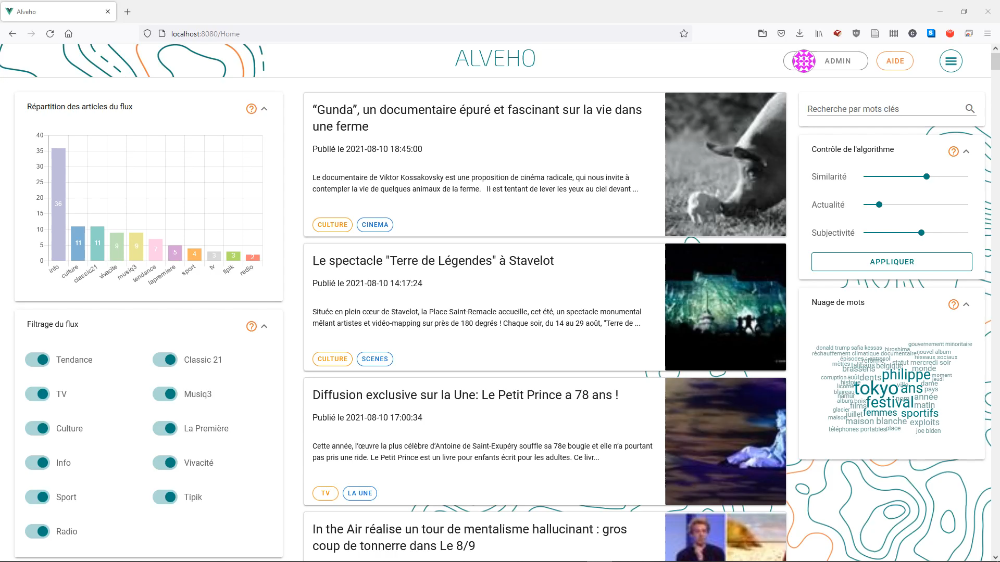 Alveho
localhost:8080/Home
ALVEHO
ADMIN
AIDE
Répartition des articles du flux
40
35
30
25
20
15
10
5
0
36
11
11
9
9
7
5
4
3
3
2
info
culture
classic21
vivacite
musiq3
tendance
lapremiere
sport
tv
tipik
radio
Filtrage du flux
Tendance
Classic 21
TV
Musiq3
Culture
La Première
Info
Vivacité
Sport
Tipik
Radio
“Gunda”, un documentaire épuré et fascinant sur la vie dans
une ferme
Publié le 2021-08-10 18:45:00
Le documentaire de Viktor Kossakovsky est une proposition de cinéma radicale, qui nous invite à
contempler la vie de quelques animaux de la ferme.   Il est tentant de lever les yeux au ciel devant ...
CULTURE
CINEMA
Le spectacle "Terre de Légendes" à Stavelot
Publié le 2021-08-10 14:17:24
Située en plein cœur de Stavelot, la Place Saint-Remacle accueille, cet été, un spectacle monumental
mêlant artistes et vidéo-mapping sur près de 180 degrés ! Chaque soir, du 14 au 29 août, "Terre de ...
CULTURE
SCENES
Diffusion exclusive sur la Une: Le Petit Prince a 78 ans !
Publié le 2021-08-10 17:00:34
Cette année, l’œuvre la plus célèbre d’Antoine de Saint-Exupéry souffle sa 78e bougie et elle n’a pourtant
pas pris une ride. Le Petit Prince est un livre pour enfants écrit pour les adultes. Ce livr...
TV
LA UNE
In the Air réalise un tour de mentalisme hallucinant : gros
coup de tonnerre dans Le 8/9
Recherche par mots clés
Contrôle de l'algorithme
Similarité
Actualité
Subjectivité
APPLIQUER
Nuage de mots
gouvernement minoritaire
donald trump
safia kessas
hiroshima
réchauffement climatique
documentaire
nouvel album
épisodes
entresol
réseaux sociaux
réforme
mètres
talibans
belgique
statut
mercredi soir
brassens
monde
corruption
août
dents
philippe
moment
jeudi
histoire
licorne
tokyo
ville
ans
dame
pays
blaireau
namur
nom
année
album
bois
films
festival
matin
glacier
juillet
femmes
sportifs
maison
maison blanche
exploits
téléphones portables
place
joe biden